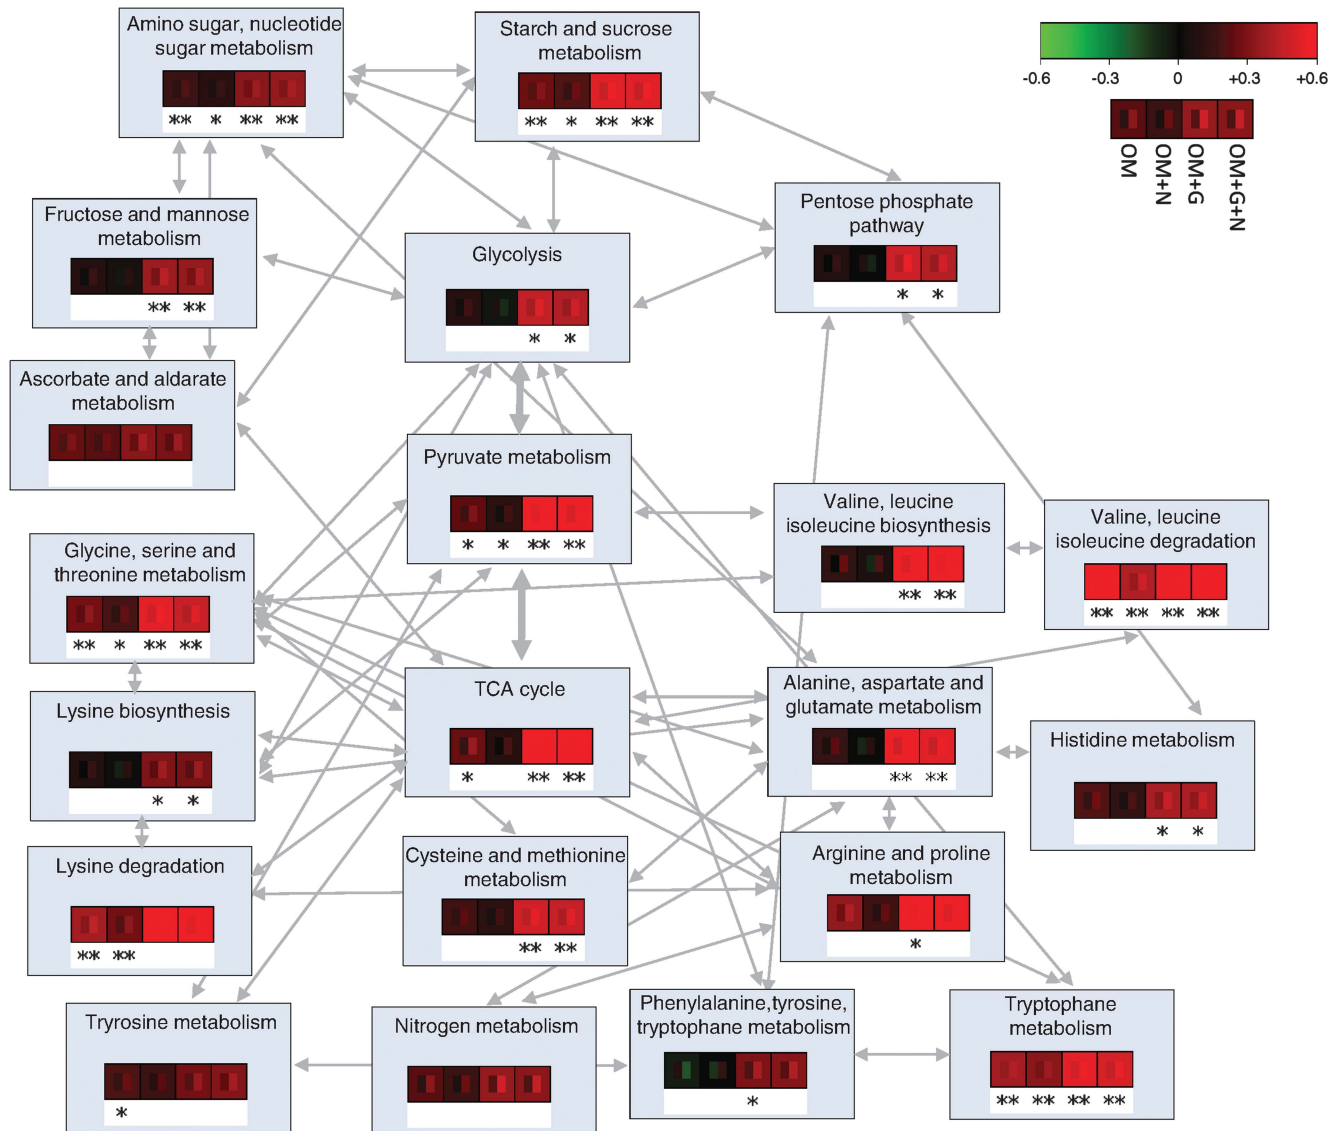 Amino sugar, nucleotide
sugar metabolism
** * ** **
Starch and sucrose
metabolism
** * ** **
-0.6 -0.3 0 +0.3 +0.6
OM
OM+N
OM+G
OM+G+N
Fructose and mannose
metabolism
** **
Glycolysis
* *
Pentose phosphate
pathway
* *
Ascorbate and aldarate
metabolism
Pyruvate metabolism
* * ** **
Valine, leucine
isoleucine biosynthesis
** **
Valine, leucine
isoleucine degradation
** ** ** **
Glycine, serine and
threonine metabolism
** * ** **
Lysine biosynthesis
* *
TCA cycle
* ** **
Alanine, aspartate and
glutamate metabolism
** **
Histidine metabolism
* *
Lysine degradation
** **
Cysteine and methionine
metabolism
** **
Arginine and proline
metabolism
*
Tryrosine metabolism
*
Nitrogen metabolism
Phenylalanine,tyrosine,
tryptophane metabolism
*
Tryptophane
metabolism
** ** ** **